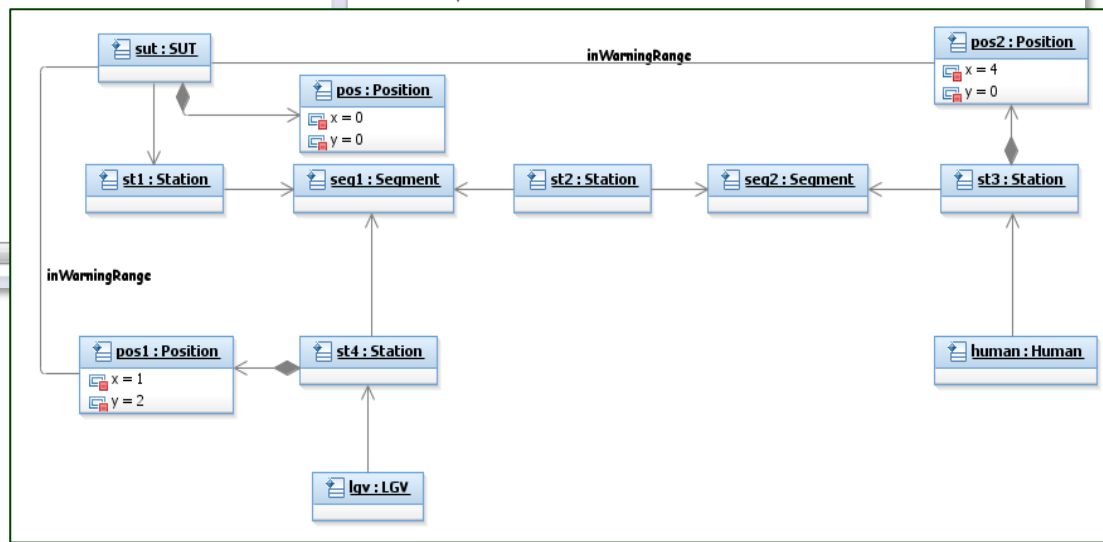 sut : SUT
inWarningRange
pos2 : Position
x = 4
y = 0
pos : Position
x = 0
y = 0
st1 : Station
seg1 : Segment
st2 : Station
seg2 : Segment
st3 : Station
inWarningRange
pos1 : Position
x = 1
y = 2
st4 : Station
human : Human
lgv : LGV